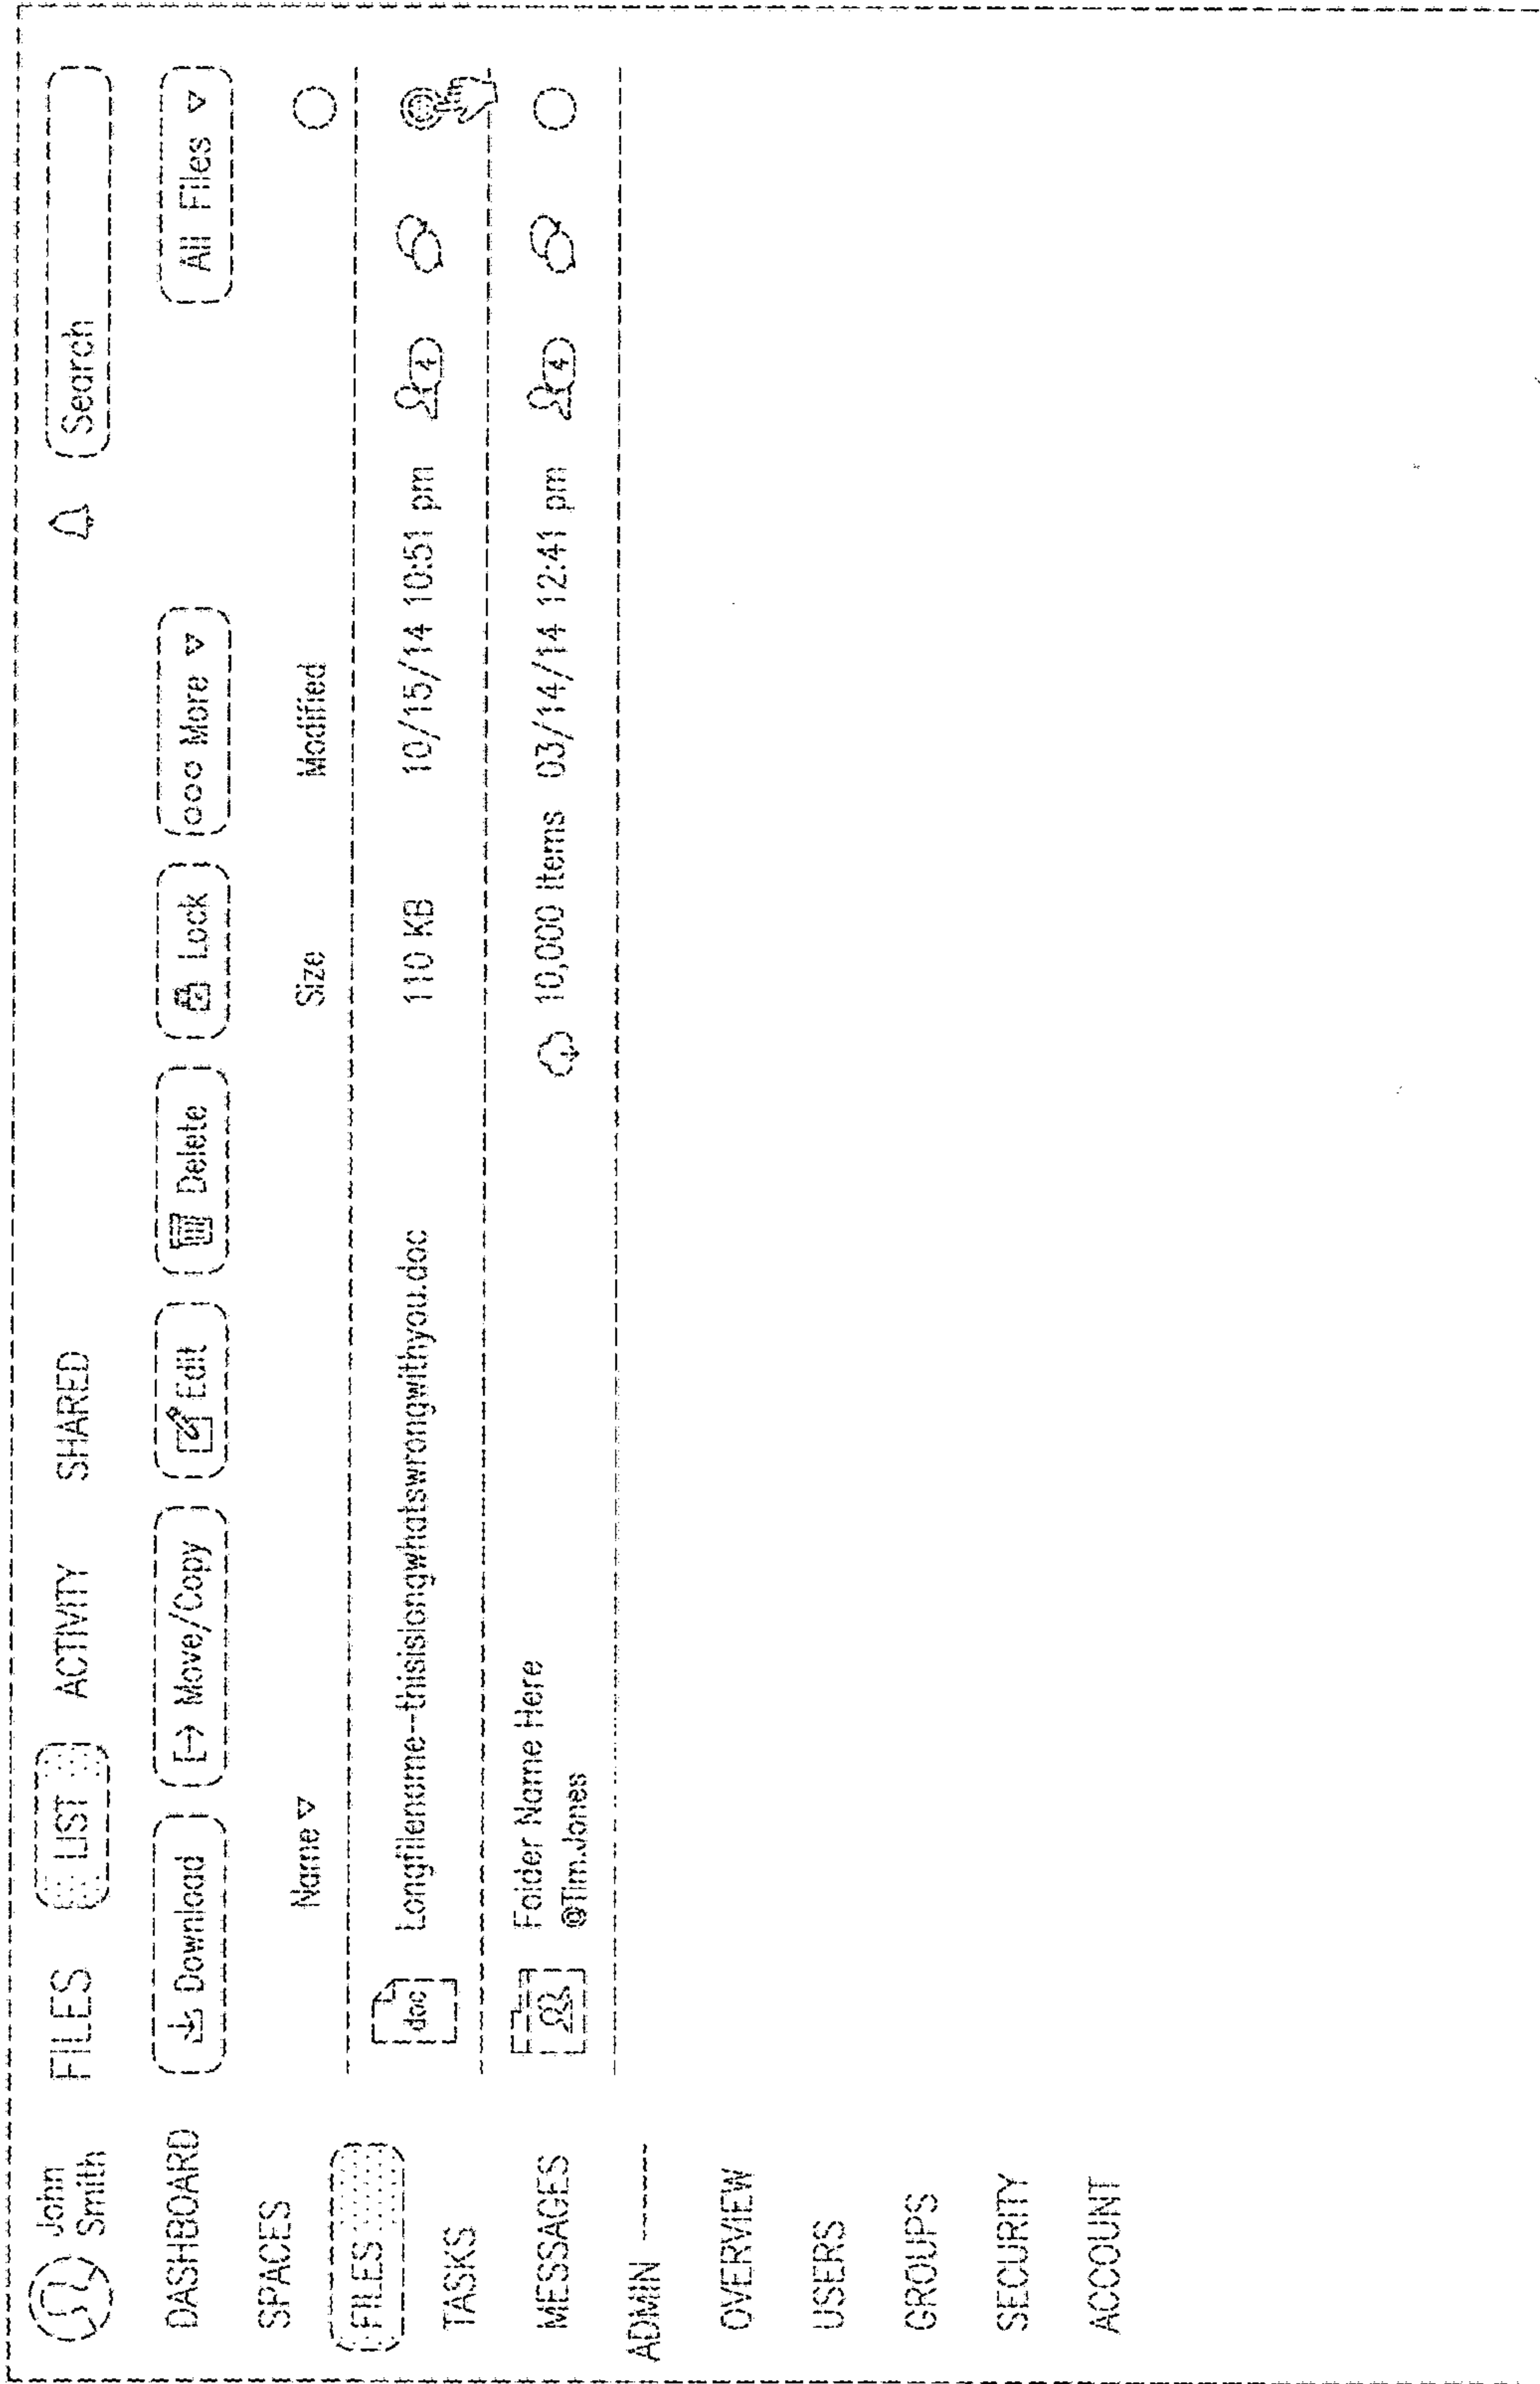 John
Smith
FILES LIST ACTIVITY SHARED Search
DASHBOARD
SPACES
FILES
TASKS
MESSAGES
ADMIN
OVERVIEW
USERS
GROUPS
SECURITY
ACCOUNT
Download Move/Copy Edit Delete Lock More All Files
Name Size Modified
doc Longfilename--thisislongwhatswrongwithyou.doc 110 KB 10/15/14 10:51 pm 4
Folder Name Here 10,000 items 03/14/14 12:41 pm 4
@Tim.Jones